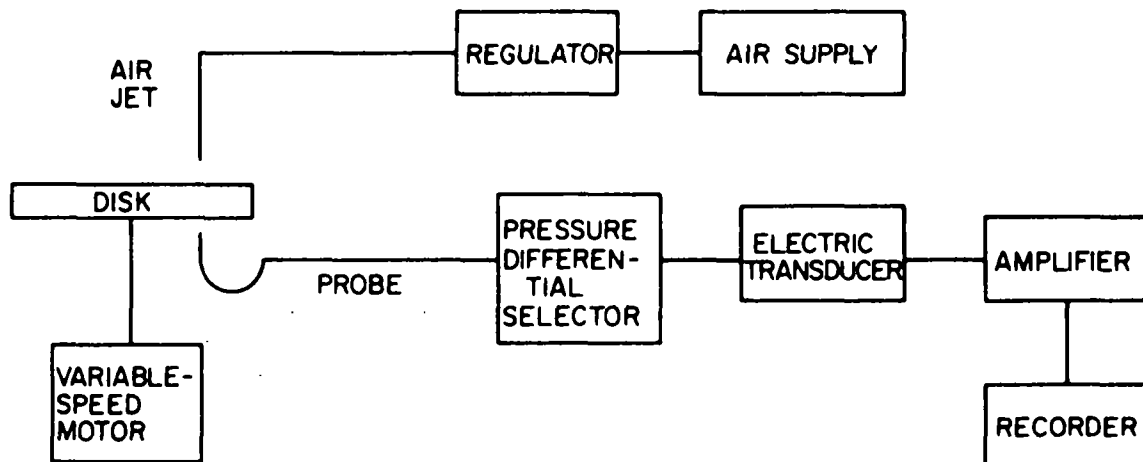 AIR
JET
REGULATOR
AIR SUPPLY
DISK
PROBE
PRESSURE
DIFFEREN-
TIAL
SELECTOR
ELECTRIC
TRANSDUCER
AMPLIFIER
VARIABLE-
SPEED
MOTOR
RECORDER